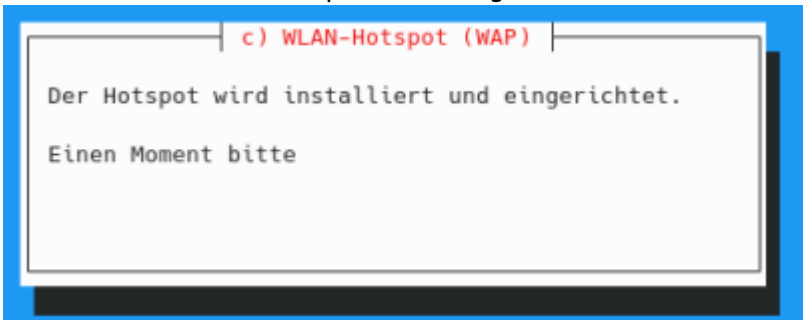 c) WLAN-Hotspot (WAP)
Der Hotspot wird installiert und eingerichtet.
Einen Moment bitte